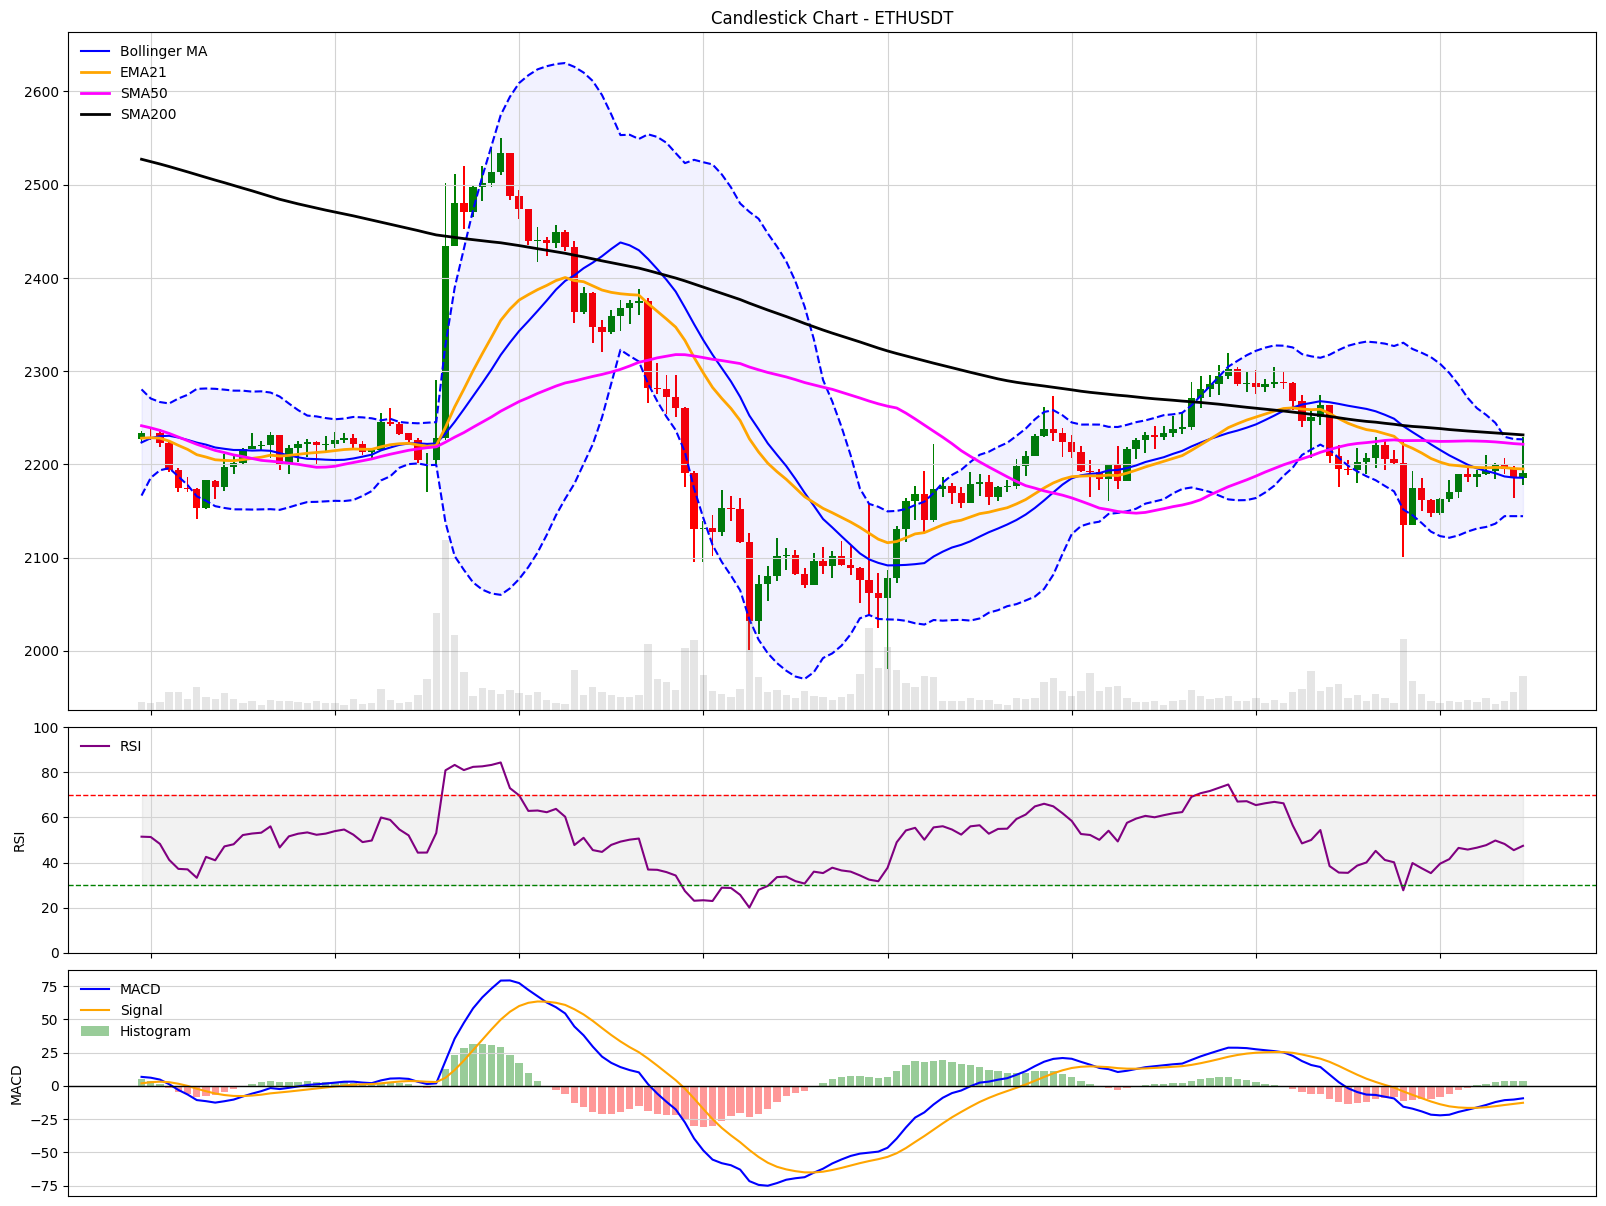 Candlestick Chart - ETHUSDT
Bollinger MA
EMA21
SMA50
SMA200
2600
2500
2400
2300
2200
2100
2000
RSI
100
80
60
40
20
0
RSI
MACD
Signal
Histogram
75
50
25
0
−25
−50
−75
MACD